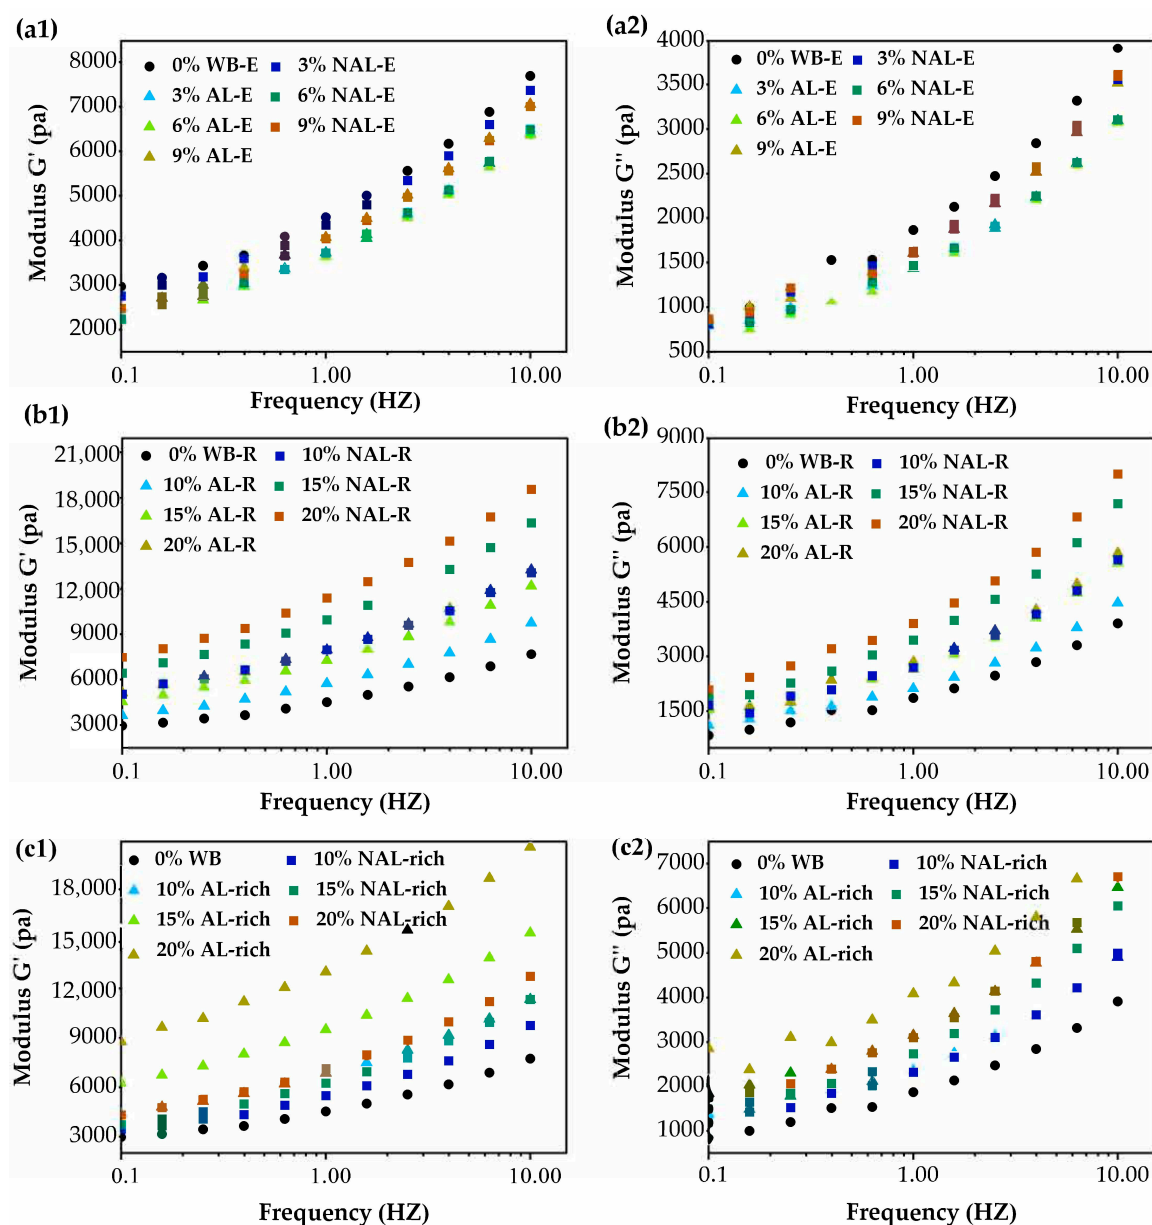 (a1)
Modulus G' (pa)
8000
7000
6000
5000
4000
3000
2000
0% WB-E
3% NAL-E
3% AL-E
6% NAL-E
6% AL-E
9% NAL-E
9% AL-E
0.1
1.00
10.00
Frequency (HZ)
(a2)
Modulus G'' (pa)
4000
3500
3000
2500
2000
1500
1000
500
0% WB-E
3% NAL-E
3% AL-E
6% NAL-E
6% AL-E
9% NAL-E
9% AL-E
0.1
1.00
10.00
Frequency (HZ)
(b1)
Modulus G' (pa)
21,000
18,000
15,000
12,000
9000
6000
3000
0% WB-R
10% NAL-R
10% AL-R
15% NAL-R
15% AL-R
20% NAL-R
20% AL-R
0.1
1.00
10.00
Frequency (HZ)
(b2)
Modulus G'' (pa)
9000
7500
6000
4500
3000
1500
0% WB-R
10% NAL-R
10% AL-R
15% NAL-R
15% AL-R
20% NAL-R
20% AL-R
0.1
1.00
10.00
Frequency (HZ)
(c1)
Modulus G' (pa)
18,000
15,000
12,000
9000
6000
3000
0% WB
10% NAL-rich
10% AL-rich
15% NAL-rich
15% AL-rich
20% NAL-rich
20% AL-rich
0.1
1.00
10.00
Frequency (HZ)
(c2)
Modulus G'' (pa)
7000
6000
5000
4000
3000
2000
1000
0% WB
10% NAL-rich
10% AL-rich
15% NAL-rich
15% AL-rich
20% NAL-rich
20% AL-rich
0.1
1.00
10.00
Frequency (HZ)